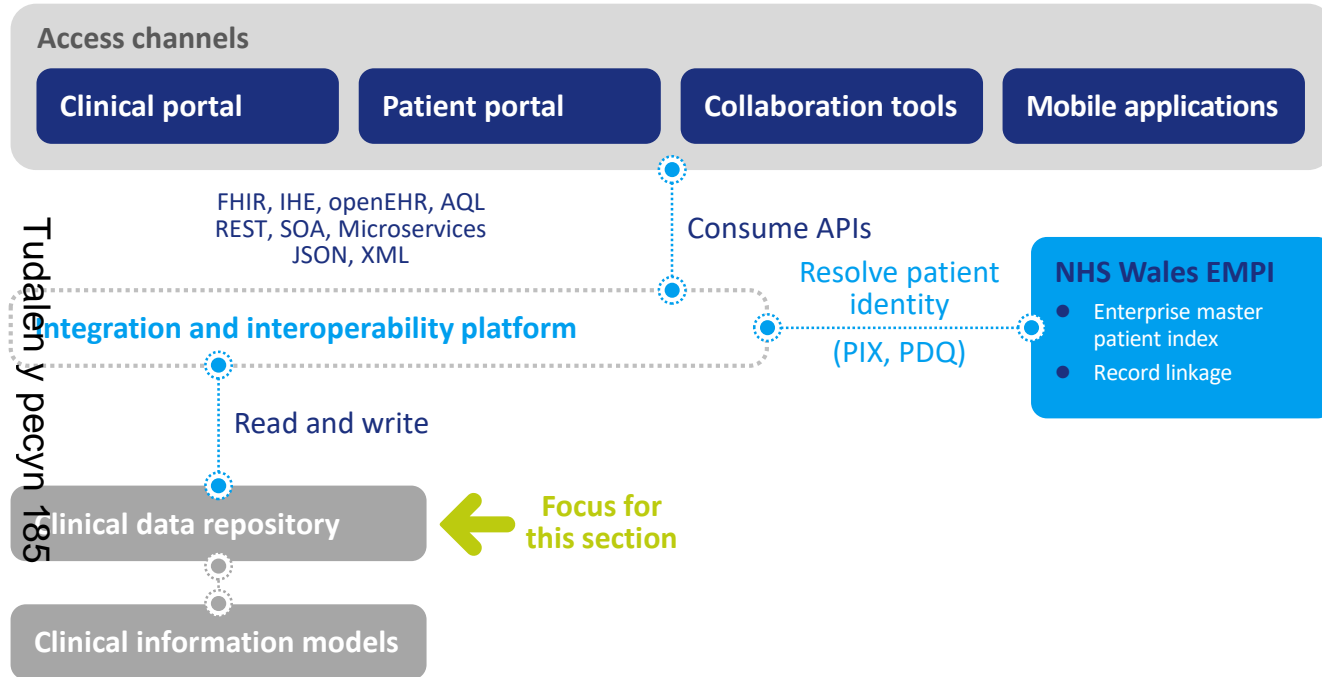 Access channels
Clinical portal
Patient portal
Collaboration tools
Mobile applications
FHIR, IHE, openEHR, AQL
REST, SOA, Microservices
JSON, XML
Consume APIs
Resolve patient
identity
(PIX, PDQ)
NHS Wales EMPI
Enterprise master
patient index
Record linkage
Integration and interoperability platform
Read and write
Clinical data repository
Focus for
this section
Clinical information models
Tudalen y pecyn 185